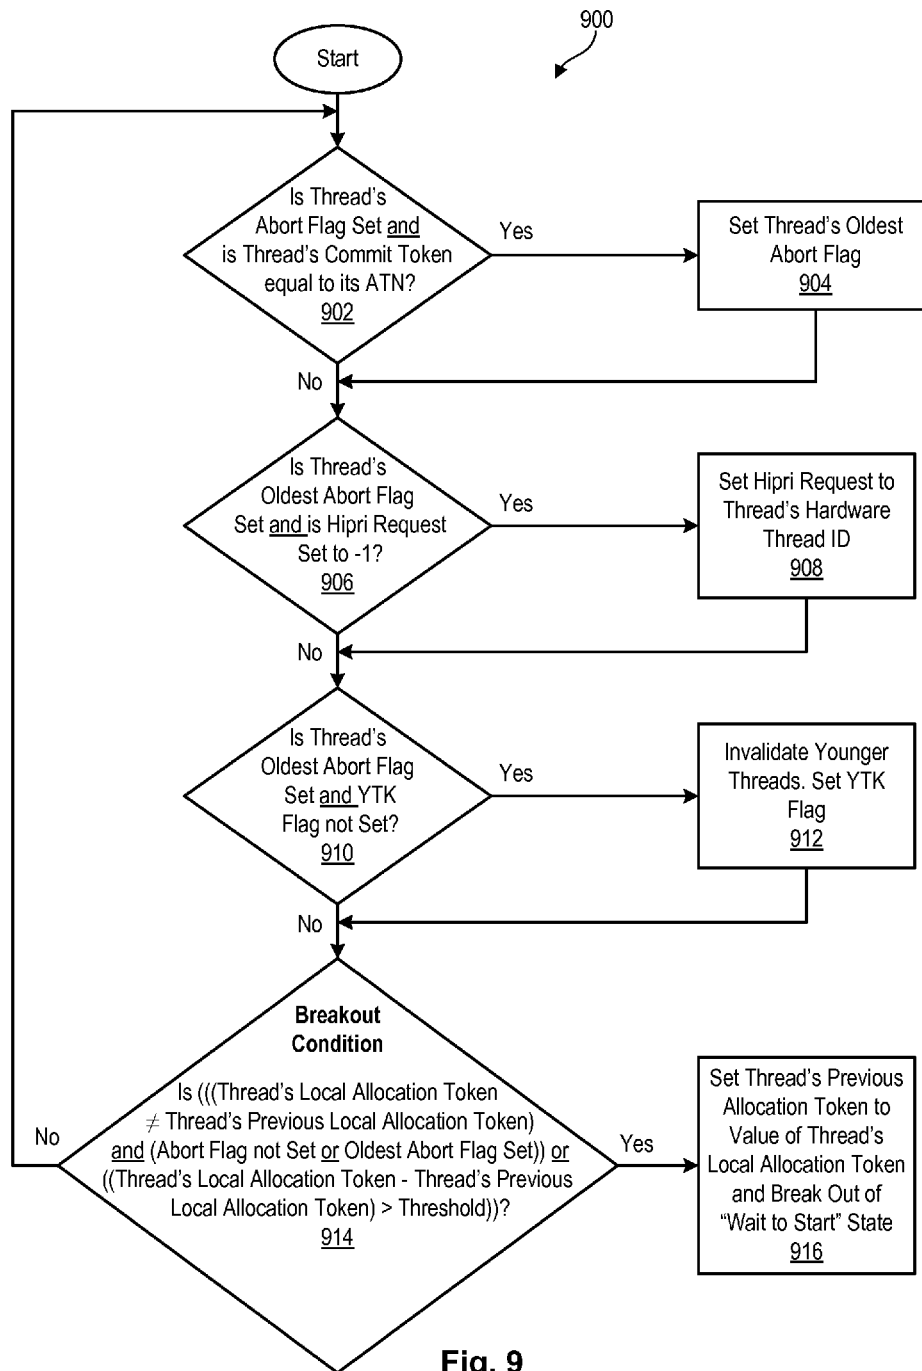 900
Start
Is Thread's
Abort Flag Set and
is Thread's Commit Token
equal to its ATN?
902
Yes
Set Thread's Oldest
Abort Flag
904
No
Is Thread's
Oldest Abort Flag
Set and is Hipri Request
Set to -1?
906
Yes
Set Hipri Request to
Thread's Hardware
Thread ID
908
No
Is Thread's
Oldest Abort Flag
Set and YTK
Flag not Set?
910
Yes
Invalidate Younger
Threads. Set YTK
Flag
912
No
Breakout
Condition
Is (((Thread's Local Allocation Token
≠ Thread's Previous Local Allocation Token)
and (Abort Flag not Set or Oldest Abort Flag Set)) or
((Thread's Local Allocation Token - Thread's Previous
Local Allocation Token) > Threshold))?
914
No
Yes
Set Thread's Previous
Allocation Token to
Value of Thread's
Local Allocation Token
and Break Out of
“Wait to Start” State
916
Fig. 9